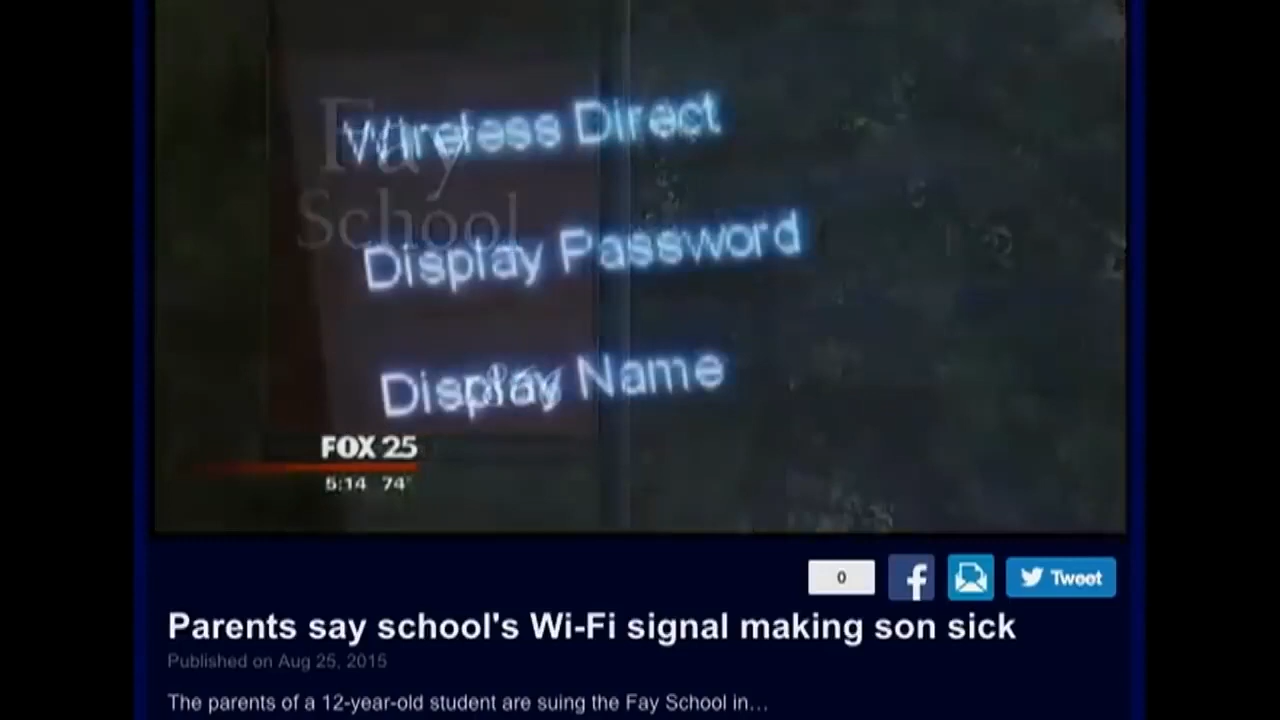 Fay
Wireless Direct
School
Display Password
Display Name
FOX 25
5:14 74°
0
Tweet
Parents say school's Wi-Fi signal making son sick
Published on Aug 25, 2015
The parents of a 12-year-old student are suing the Fay School in...